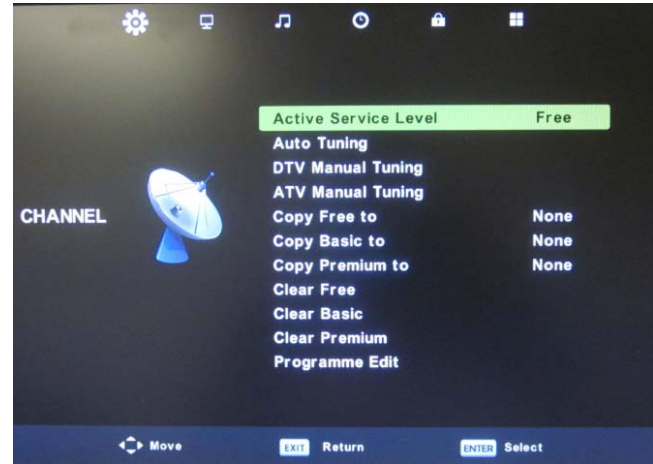 Active Service Level Free
Auto Tuning
DTV Manual Tuning
ATV Manual Tuning
CHANNEL
Copy Free to None
Copy Basic to None
Copy Premium to None
Clear Free
Clear Basic
Clear Premium
Programme Edit
Move EXIT Return ENTER Select